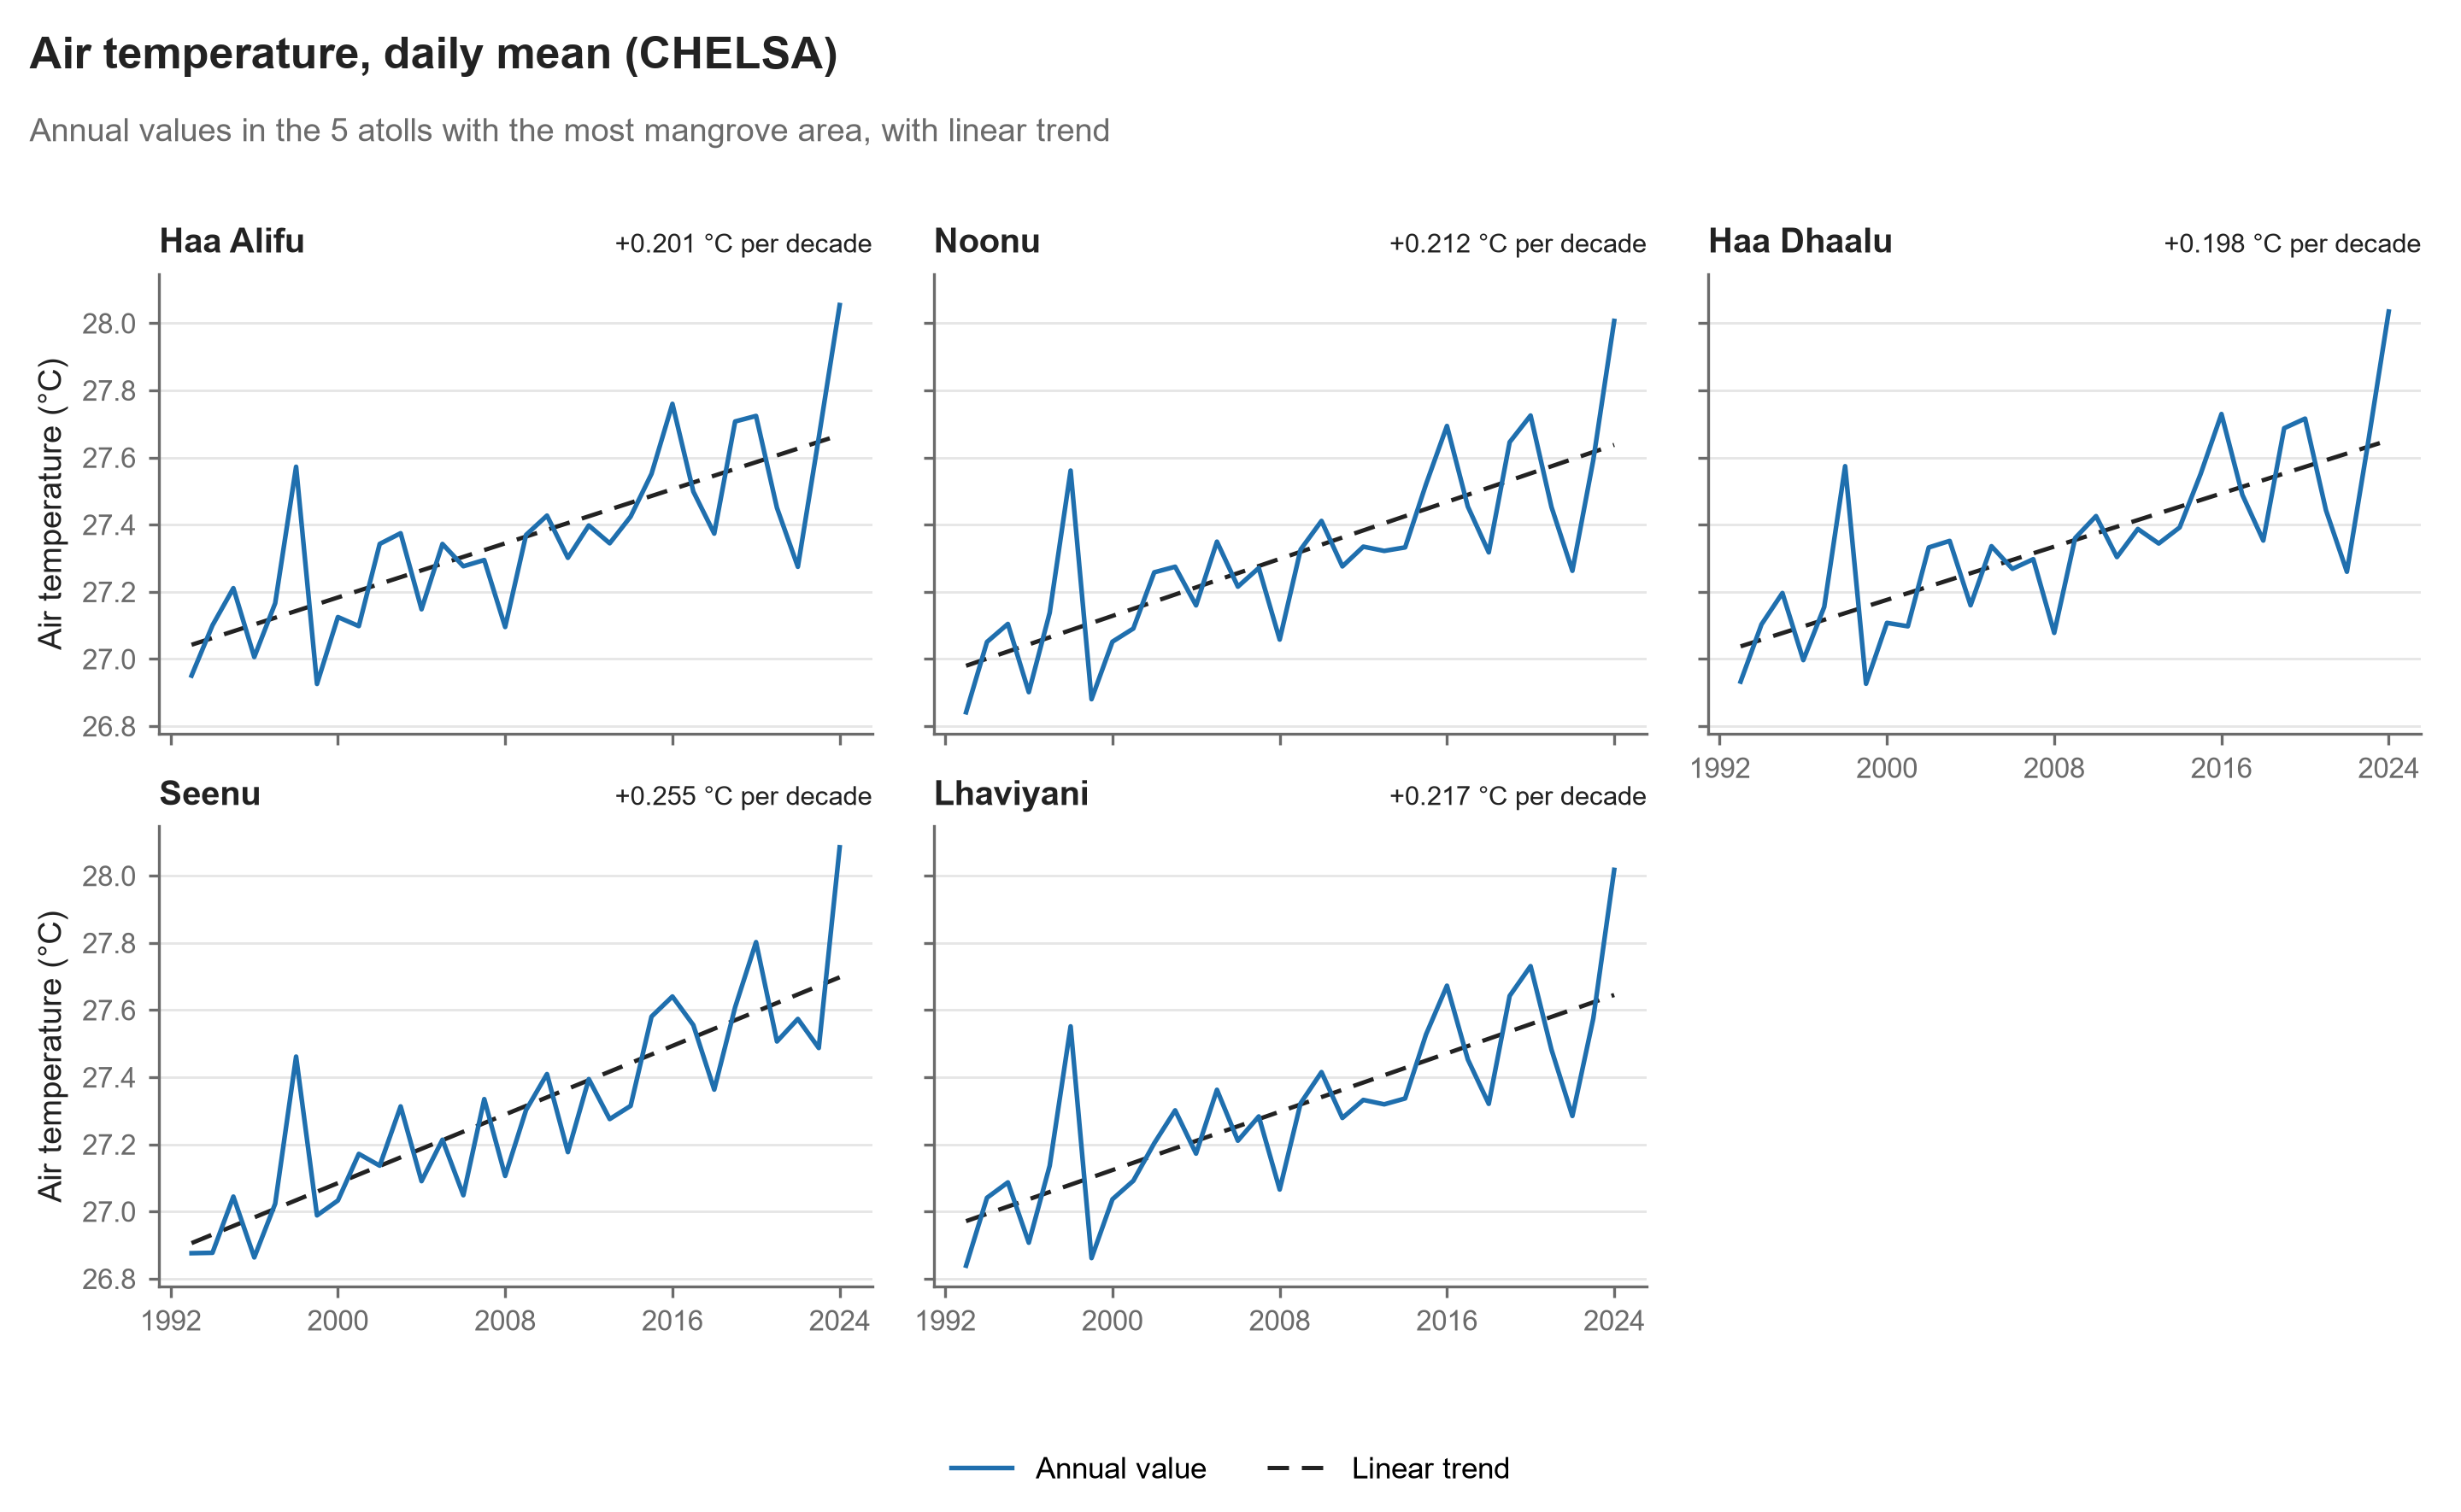 Air temperature, daily mean (CHELSA)
Annual values in the 5 atolls with the most mangrove area, with linear trend
Haa Alifu
+0.201 °C per decade
Noonu
+0.212 °C per decade
Haa Dhaalu
+0.198 °C per decade
Air temperature (°C)
28.0
27.8
27.6
27.4
27.2
27.0
26.8
1992 2000 2008 2016 2024
Seenu
+0.255 °C per decade
Lhaviyani
+0.217 °C per decade
Air temperature (°C)
28.0
27.8
27.6
27.4
27.2
27.0
26.8
1992 2000 2008 2016 2024
1992 2000 2008 2016 2024
Annual value
Linear trend